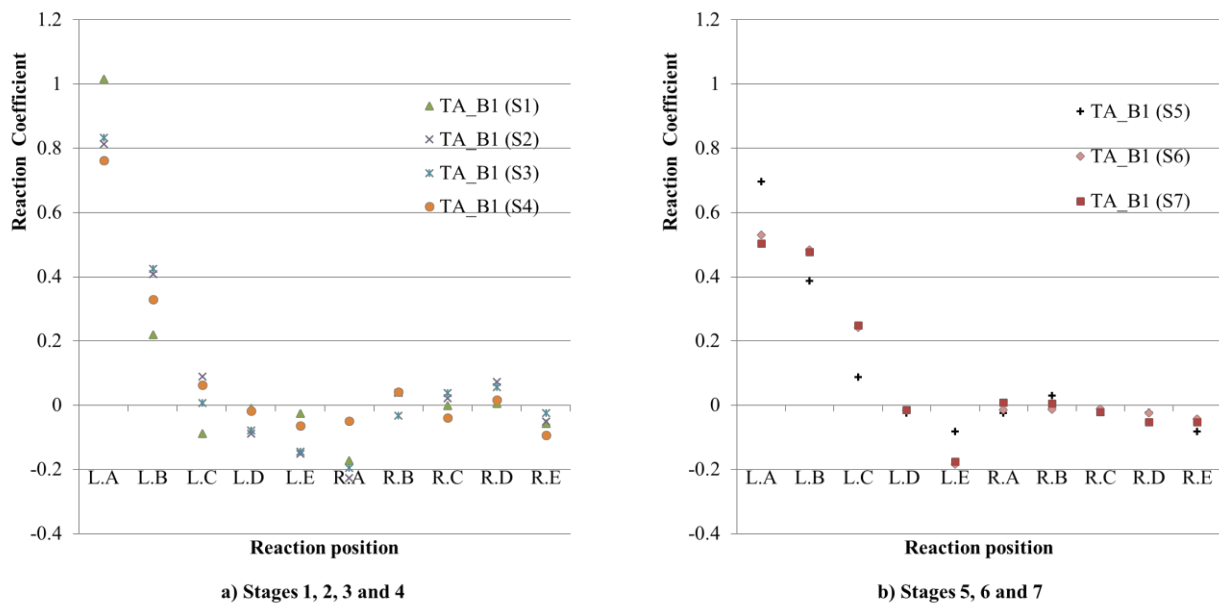 1.2
1
0.8
0.6
0.4
0.2
0
-0.2
-0.4
Reaction Coefficient
TA_B1 (S1)
TA_B1 (S2)
TA_B1 (S3)
TA_B1 (S4)
L.A L.B L.C L.D L.E R.A R.B R.C R.D R.E
Reaction position
a) Stages 1, 2, 3 and 4
1.2
1
0.8
0.6
0.4
0.2
0
-0.2
-0.4
Reaction Coefficient
TA_B1 (S5)
TA_B1 (S6)
TA_B1 (S7)
L.A L.B L.C L.D L.E R.A R.B R.C R.D R.E
Reaction position
b) Stages 5, 6 and 7